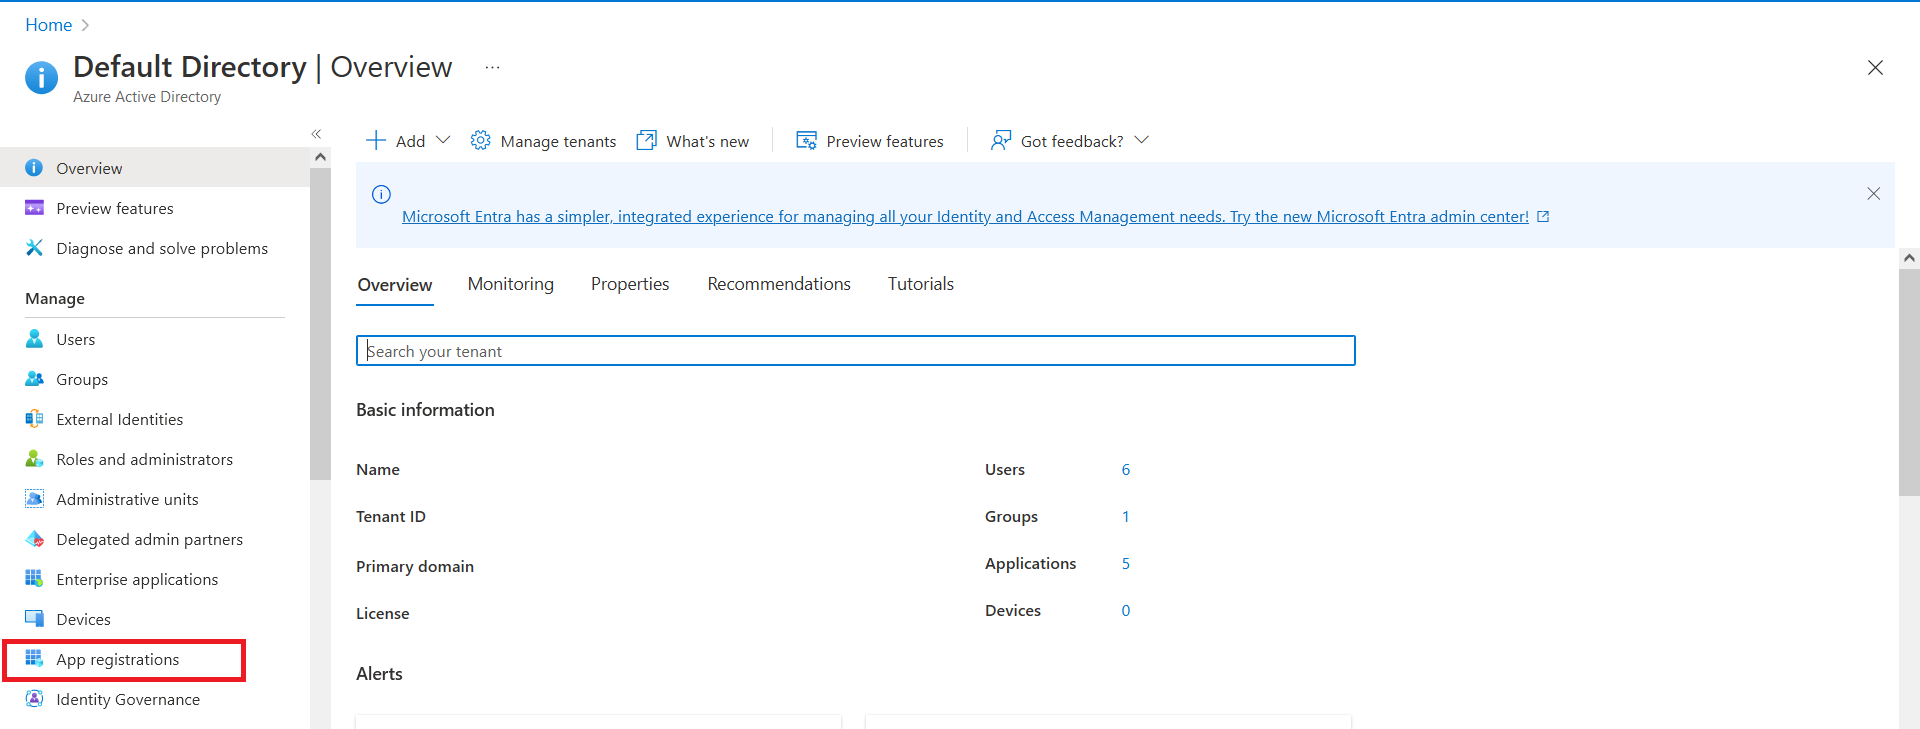 Home
Default Directory | Overview ...
Azure Active Directory
Overview
Preview features
Diagnose and solve problems
Manage
Users
Groups
External Identities
Roles and administrators
Administrative units
Delegated admin partners
Enterprise applications
Devices
App registrations
Identity Governance
Add Manage tenants What's new Preview features Got feedback?
Microsoft Entra has a simpler, integrated experience for managing all your Identity and Access Management needs. Try the new Microsoft Entra admin center!
Overview Monitoring Properties Recommendations Tutorials
Search your tenant
Basic information
Name
Tenant ID
Primary domain
License
Users 6
Groups 1
Applications 5
Devices 0
Alerts